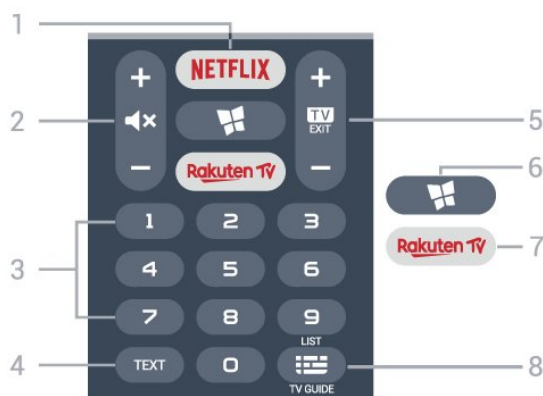 1
NETFLIX
+ +
2
TV
EXIT
5
- -
6
Rakuten TV
1 2 3
Rakuten TV
7
3
4 5 6
7 8 9
LIST
4
TEXT
0
8
TV GUIDE